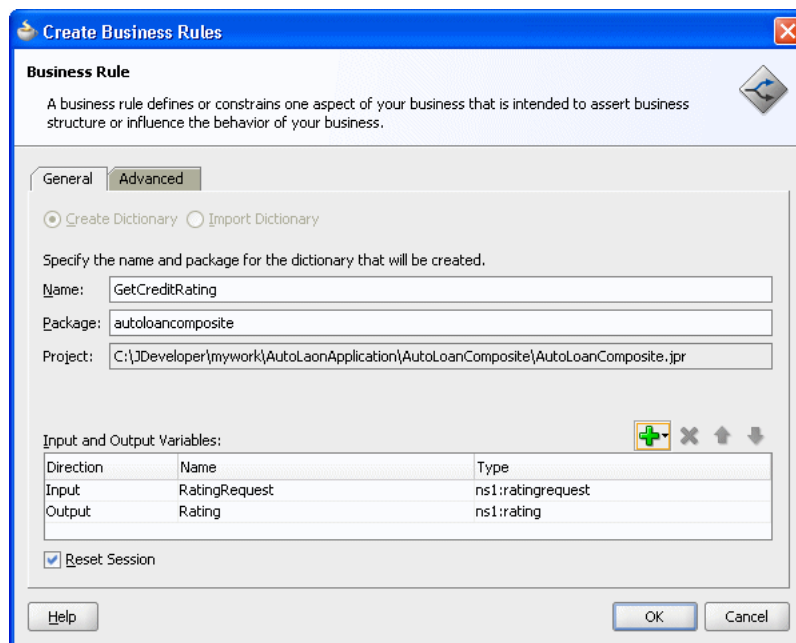 Create Business Rules
Business Rule
A business rule defines or constrains one aspect of your business that is intended to assert business
structure or influence the behavior of your business.
General Advanced
Create Dictionary Import Dictionary
Specify the name and package for the dictionary that will be created.
Name: GetCreditRating
Package: autoloancomposite
Project: C:\JDeveloper\mywork\AutoLaonApplication\AutoLoanComposite\AutoLoanComposite.jpr
Input and Output Variables:
Direction Name Type
Input RatingRequest ns1:ratingrequest
Output Rating ns1:rating
Reset Session
Help OK Cancel